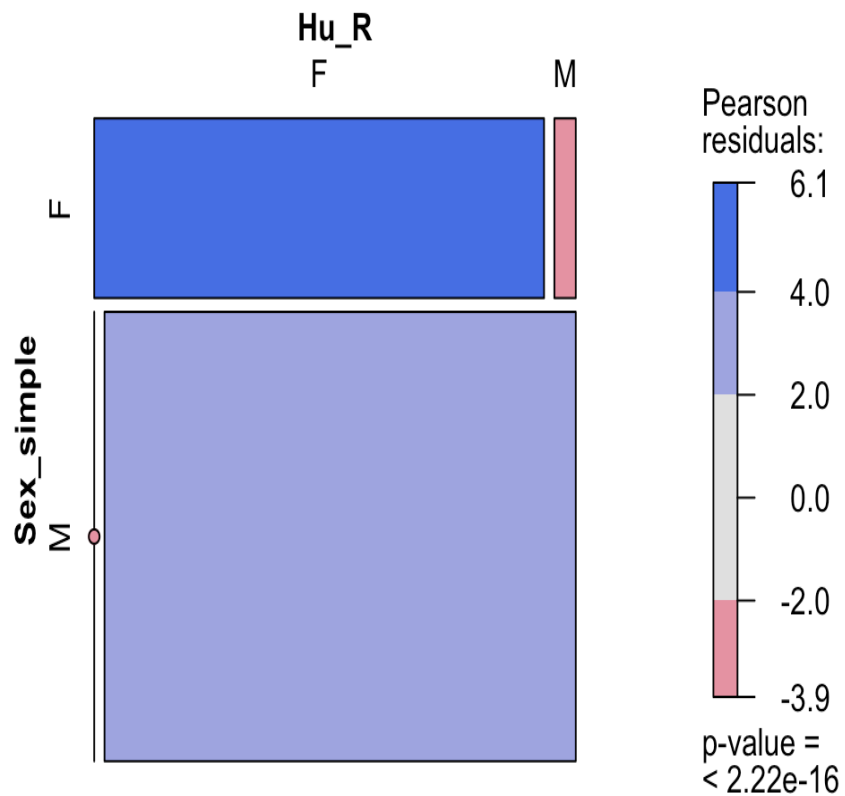 Hu_R
F M
Pearson
residuals:
6.1
4.0
2.0
0.0
-2.0
-3.9
p-value =
< 2.22e-16
Sex_simple
F
M